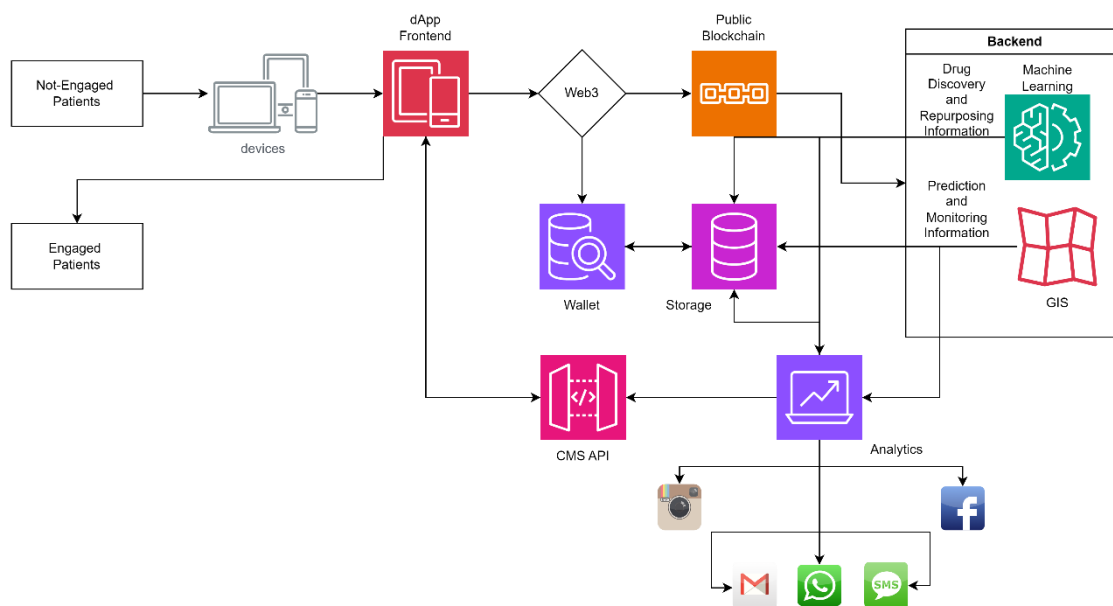 dApp
Frontend
Public
Blockchain
Backend
Not-Engaged
Patients
devices
Web3
Drug
Discovery
and
Repurposing
Information
Machine
Learning
Engaged
Patients
Prediction
and
Monitoring
Information
Wallet
Storage
GIS
</>
CMS API
Analytics
f
M
SMS